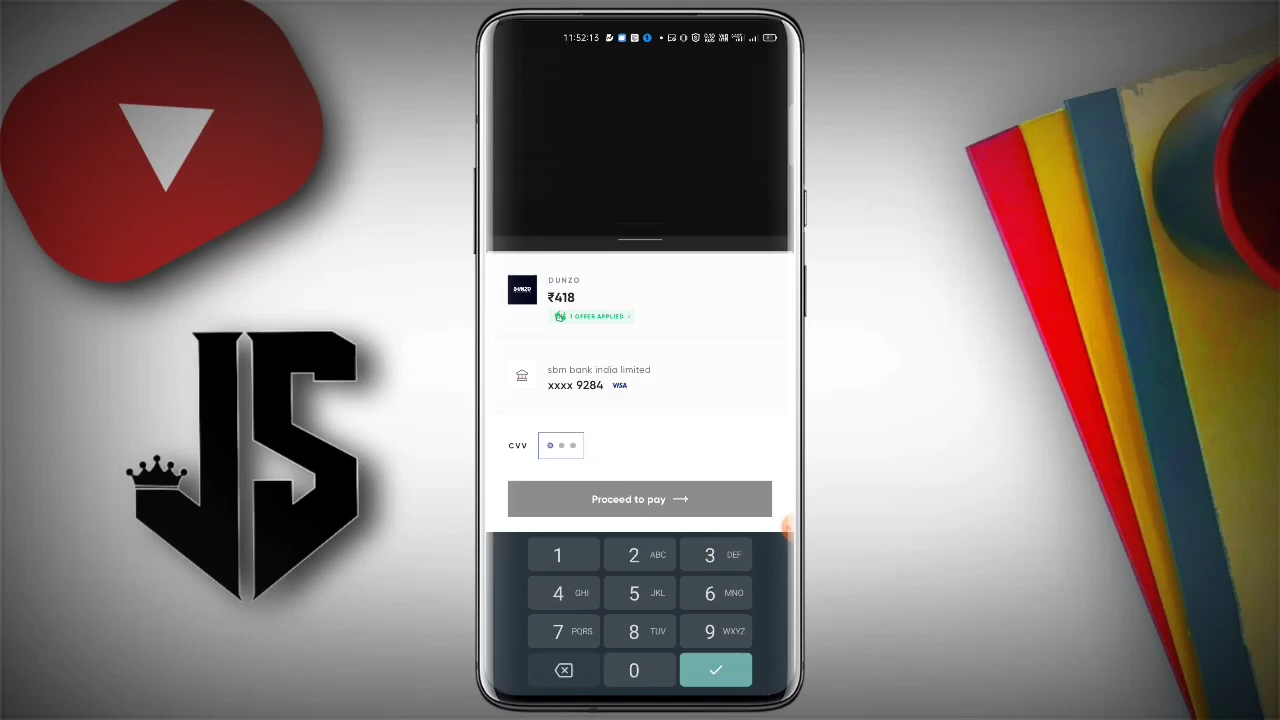 11:52:13
DUNZO
DUNZO
₹418
1 OFFER APPLIED ›
sbm bank india limited
xxxx 9284 VISA
CVV
Proceed to pay
1
2 ABC
3 DEF
4 GHI
5 JKL
6 MNO
7 PQRS
8 TUV
9 WXYZ
0
JS